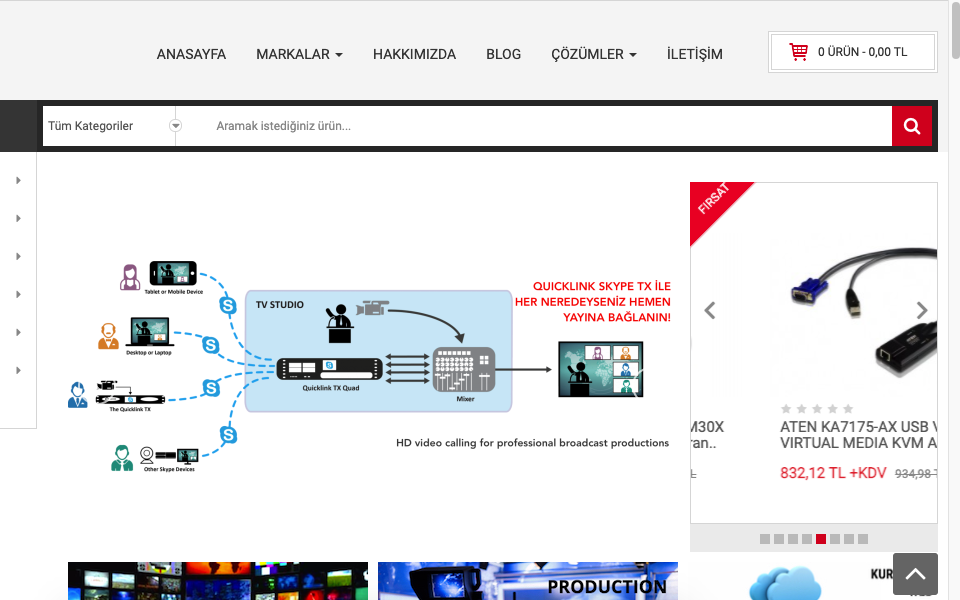 ANASAYFA
MARKALAR
HAKKIMIZDA
BLOG
ÇÖZÜMLER
İLETİŞİM
0 ÜRÜN - 0,00 TL
Tüm Kategoriler
Aramak istediğiniz ürün...
FIRSAT
Tablet or Mobile Device
Desktop or Laptop
The Quicklink TX
Other Skype Devices
TV STUDIO
Quicklink TX Quad
Mixer
QUICKLINK SKYPE TX İLE
HER NEREDEYSENİZ HEMEN
YAYINA BAĞLANIN!
HD video calling for professional broadcast productions
M30X
ran..
L
ATEN KA7175-AX USB V
VIRTUAL MEDIA KVM A
832,12 TL +KDV 934,98 T
PRODUCTION
KUR